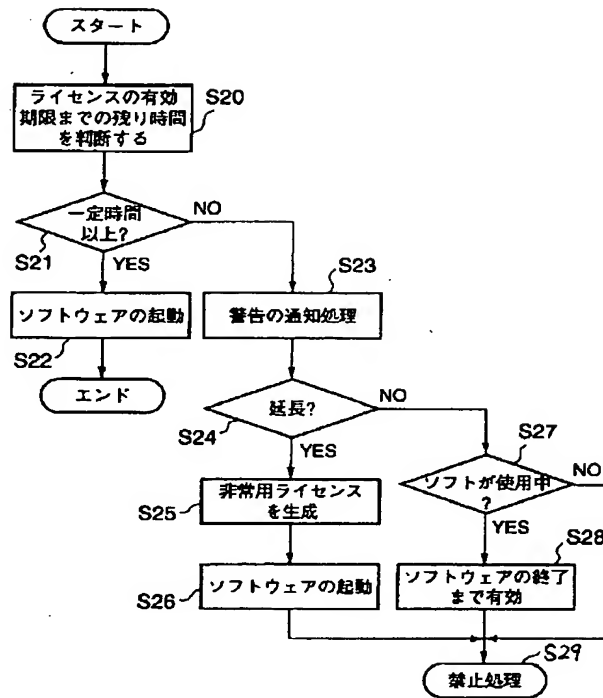 スタート
ライセンスの有効
期限までの残り時間
を判断する
S20
一定時間
以上?
NO
S21
YES
S23
ソフトウェアの起動
警告の通知処理
S22
エンド
延長?
NO
S24
YES
S27
非常用ライセンス
を生成
ソフトが使用中
?
NO
S25
YES
S28
ソフトウェアの起動
ソフトウェアの終了
まで有効
S26
S29
禁止処理